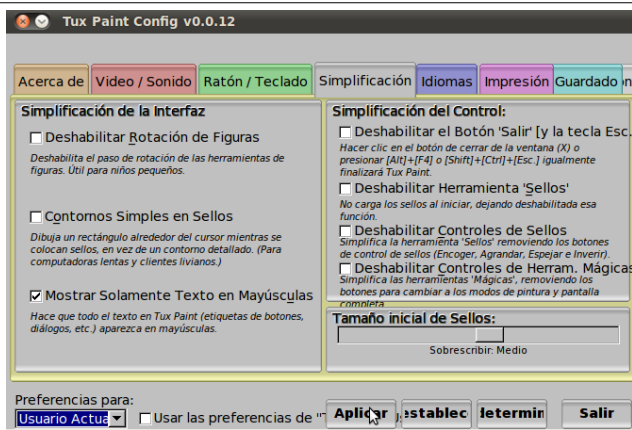 Tux Paint Config v0.0.12
Acerca de
Video / Sonido
Ratón / Teclado
Simplificación
Idiomas
Impresión
Guardado
Simplificación de la Interfaz
Deshabilitar Rotación de Figuras
Deshabilita el paso de rotación de las herramientas de
figuras. Útil para niños pequeños.
Contornos Simples en Sellos
Dibuja un rectángulo alrededor del cursor mientras se
colocan sellos, en vez de un contorno detallado. (Para
computadoras lentas y clientes livianos.)
Mostrar Solamente Texto en Mayúsculas
Hace que todo el texto en Tux Paint (etiquetas de botones,
diálogos, etc.) aparezca en mayúsculas.
Simplificación del Control:
Deshabilitar el Botón 'Salir' [y la tecla Esc.
Hacer clic en el botón de cerrar de la ventana (X) o
presionar [Alt]+[F4] o [Shift]+[Ctrl]+[Esc.] igualmente
finalizará Tux Paint.
Deshabilitar Herramienta 'Sellos'
No carga los sellos al iniciar, dejando deshabilitada esa
función.
Deshabilitar Controles de Sellos
Simplifica la herramienta 'Sellos' removiendo los botones
de control de sellos (Encoger, Agrandar, Espejar e Inverir).
Deshabilitar Controles de Herram. Mágicas
Simplifica las herramientas 'Mágicas', removiendo los
botones para cambiar a los modos de pintura y pantalla
completa.
Tamaño inicial de Sellos:
Sobrescribir: Medio
Preferencias para:
Usuario Actua
Usar las preferencias de "T
Aplicar
establec
determin
Salir